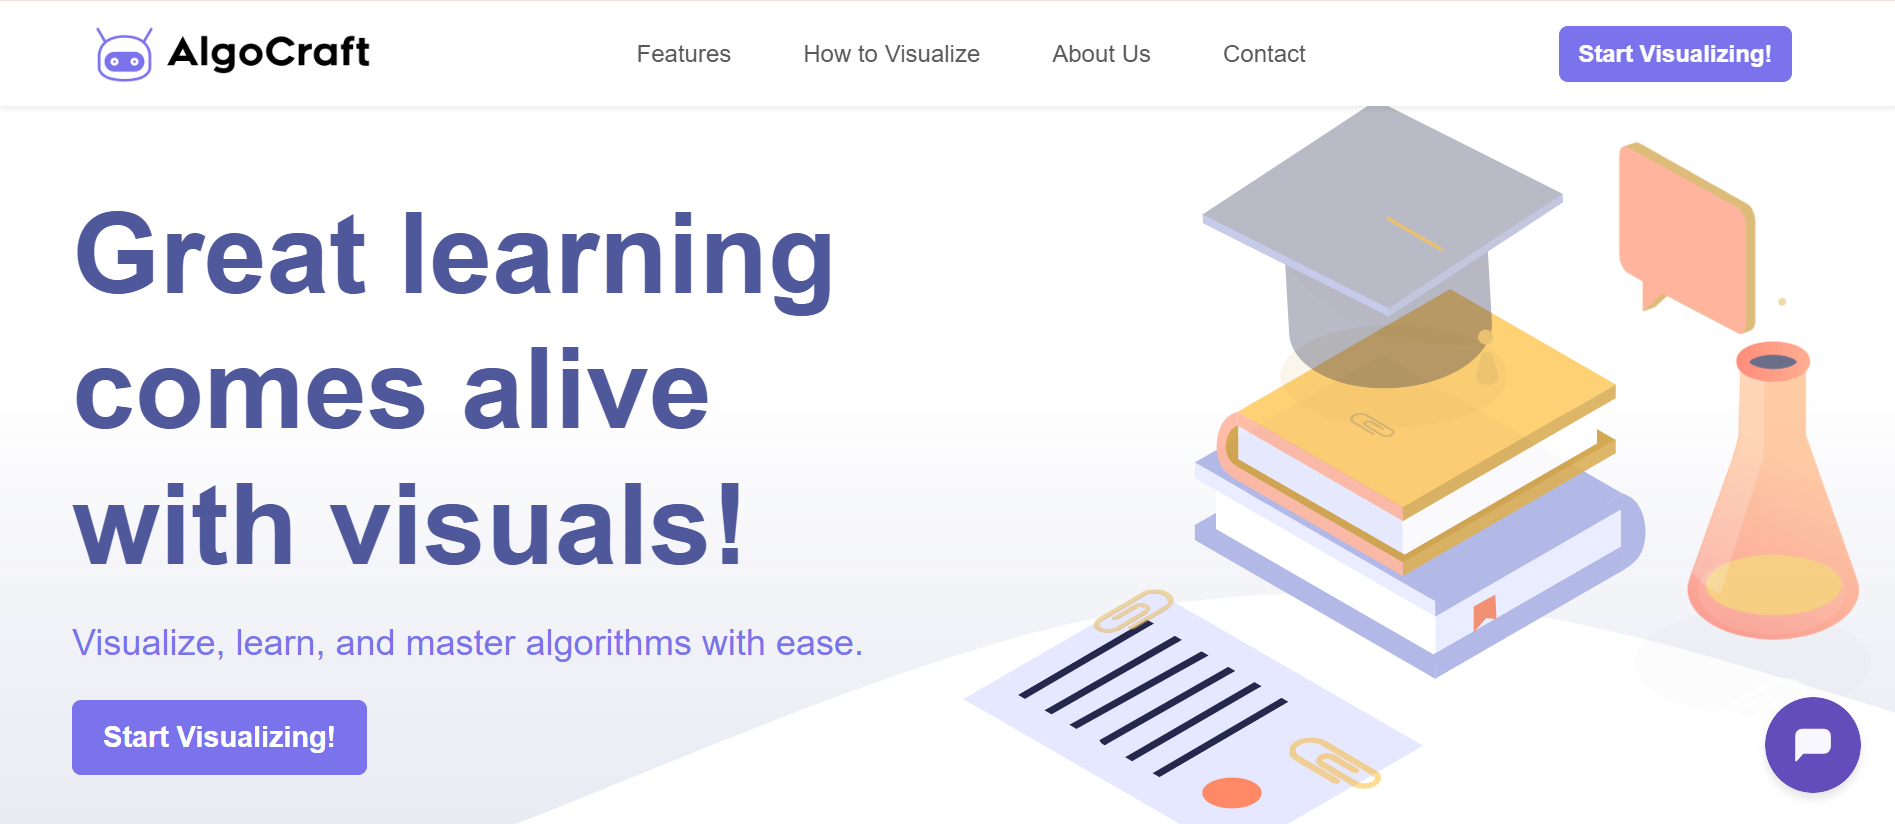 AlgoCraft
Features
How to Visualize
About Us
Contact
Start Visualizing!
Great learning
comes alive
with visuals!
Visualize, learn, and master algorithms with ease.
Start Visualizing!